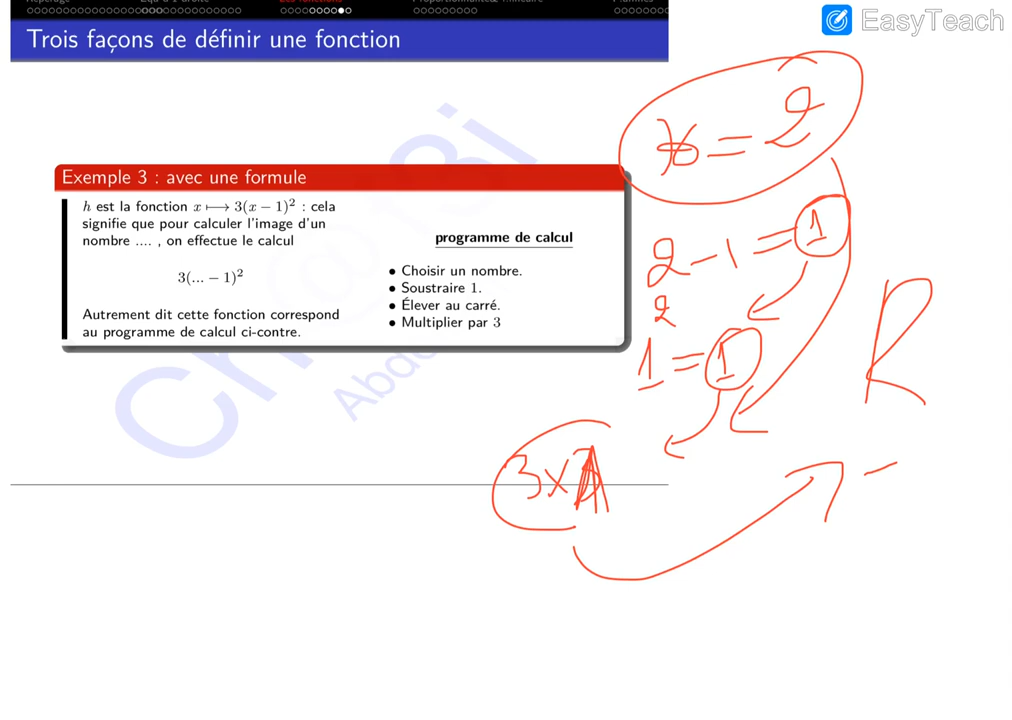 EasyTeach
Trois façons de définir une fonction
Exemple 3 : avec une formule
h est la fonction x ⟼ 3(x − 1)² : cela
signifie que pour calculer l'image d'un
nombre .... , on effectue le calcul
3(... − 1)²
Autrement dit cette fonction correspond
au programme de calcul ci-contre.
programme de calcul
• Choisir un nombre.
• Soustraire 1.
• Élever au carré.
• Multiplier par 3
x = 2
2 - 1 = 1
2
1 = 1
3 x 1
R